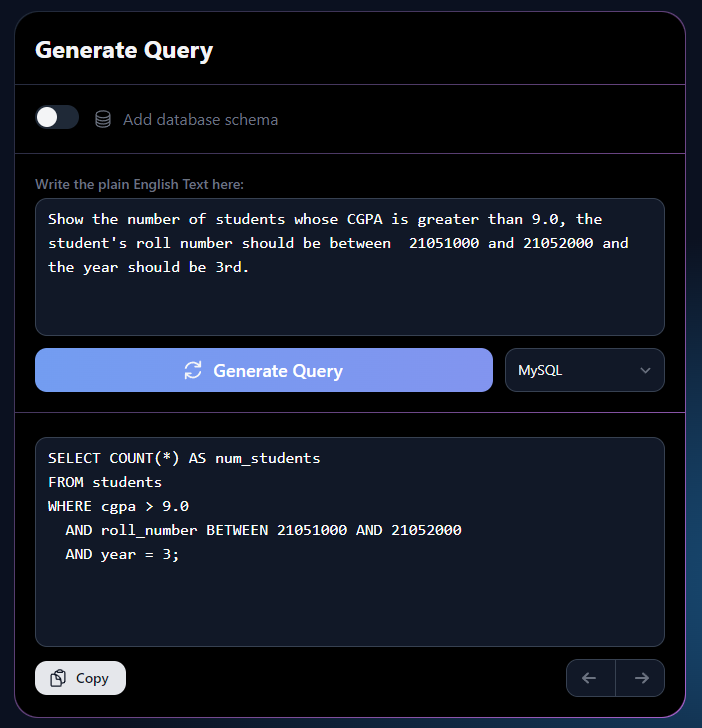 Generate Query
Add database schema
Write the plain English Text here:
Show the number of students whose CGPA is greater than 9.0, the
student's roll number should be between  21051000 and 21052000 and
the year should be 3rd.
Generate Query
MySQL
SELECT COUNT(*) AS num_students
FROM students
WHERE cgpa > 9.0
  AND roll_number BETWEEN 21051000 AND 21052000
  AND year = 3;
Copy